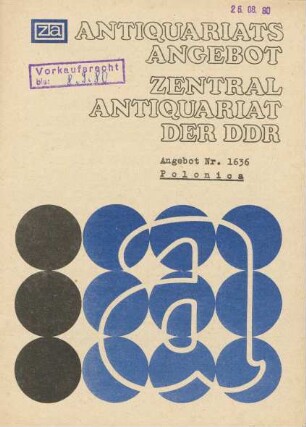 26. 08. 80
za
ANTIQUARIATS
ANGEBOT
Vorkaufsrecht
bis: 8.9.80
ZENTRAL
ANTIQUARIAT
DER DDR
Angebot Nr. 1636
Polonica
a